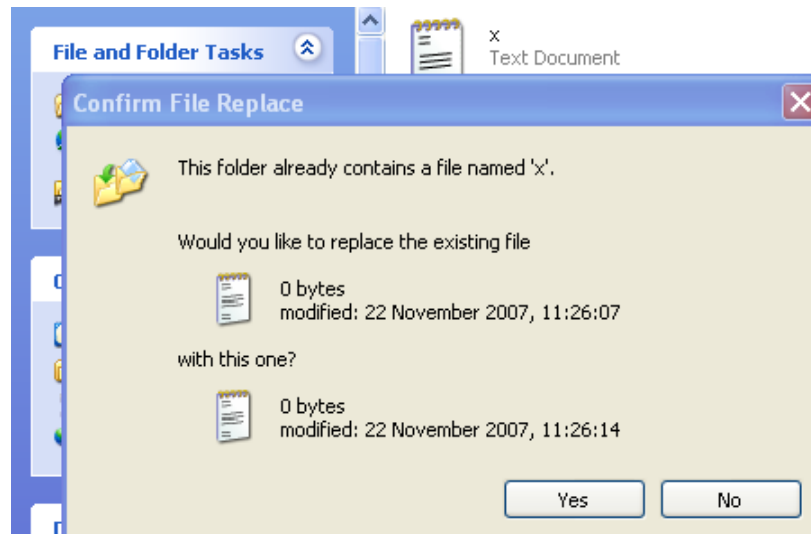 File and Folder Tasks
x
Text Document
Confirm File Replace
This folder already contains a file named 'x'.
Would you like to replace the existing file
0 bytes
modified: 22 November 2007, 11:26:07
with this one?
0 bytes
modified: 22 November 2007, 11:26:14
Yes
No